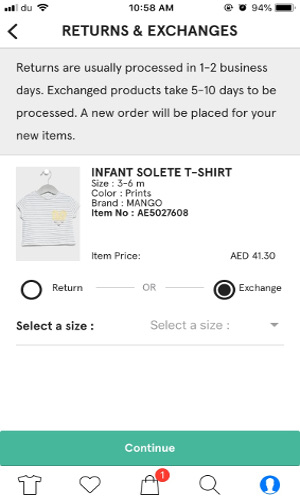 du 10:58 AM 94%
RETURNS & EXCHANGES
Returns are usually processed in 1-2 business
days. Exchanged products take 5-10 days to be
processed. A new order will be placed for your
new items.
INFANT SOLETE T-SHIRT
Size : 3-6 m
Color : Prints
Brand : MANGO
Item No : AE5027608
Item Price: AED 41.30
Return OR Exchange
Select a size : Select a size :
Continue
1